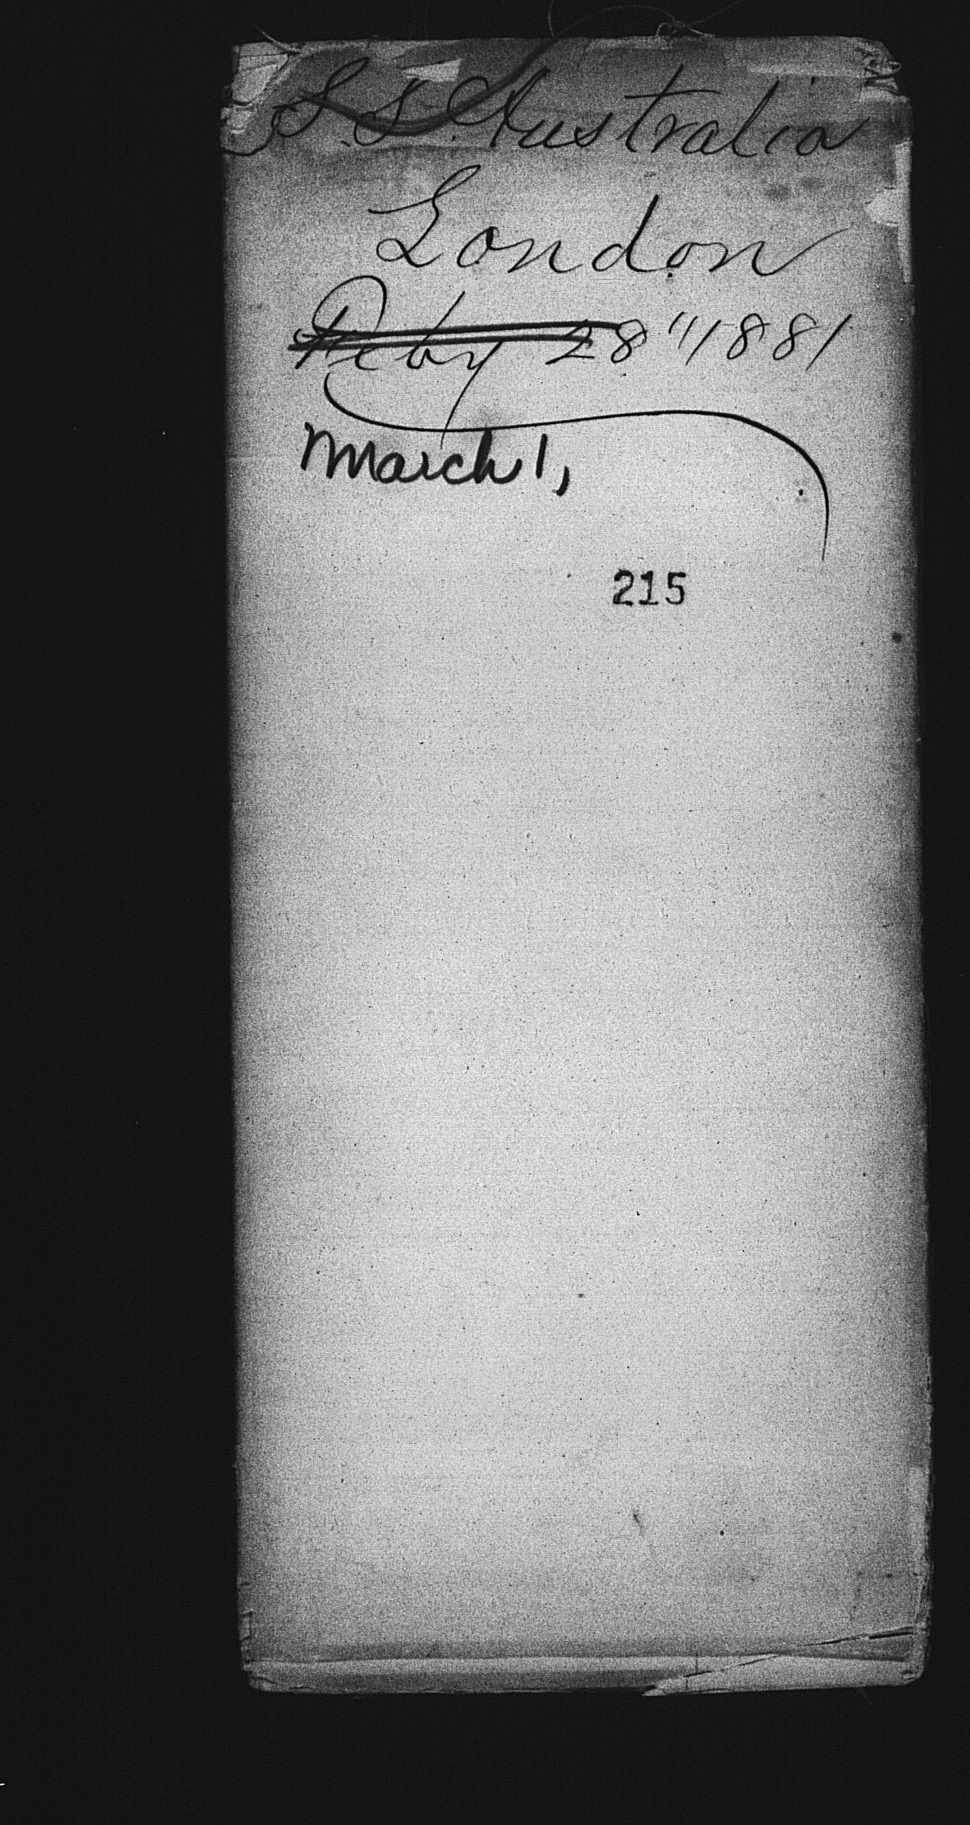 S. S. Australia
London
Feby 28" 1881
March 1,
215